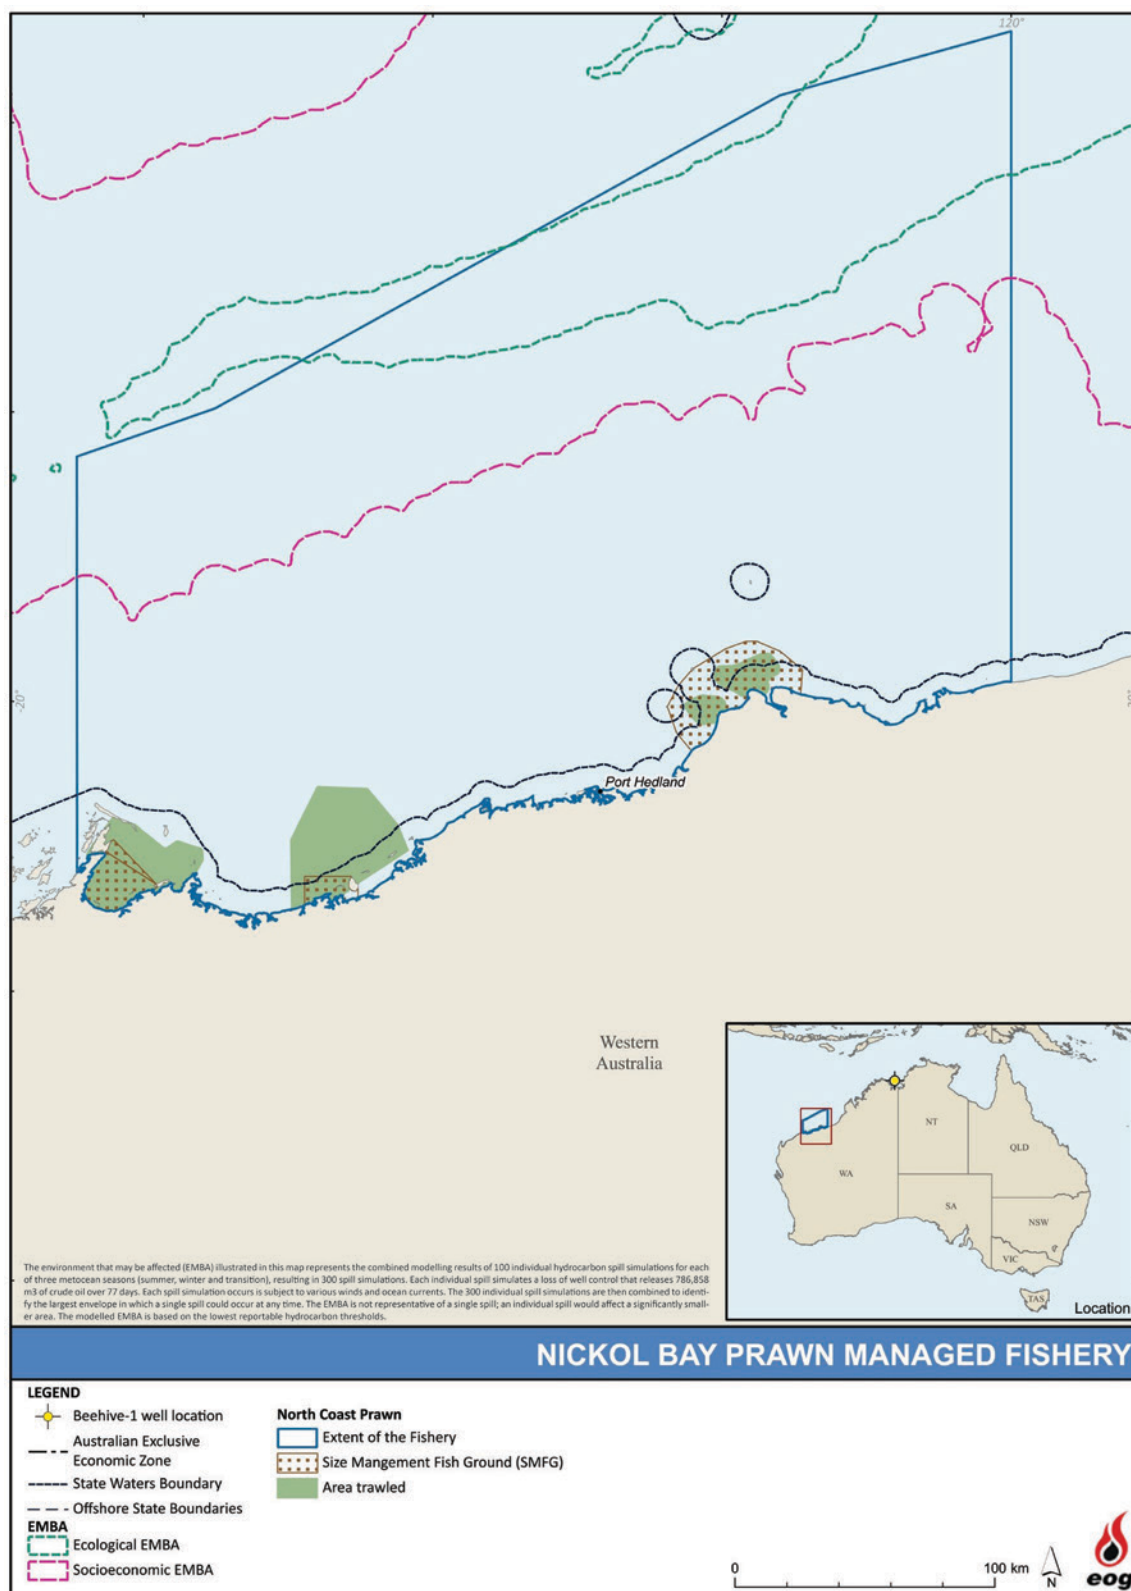 120°
-20°
Port Hedland
Western
Australia
NT
QLD
WA
SA
NSW
VIC
TAS
Location
The environment that may be affected (EMBA) illustrated in this map represents the combined modelling results of 100 individual hydrocarbon spill simulations for each
of three metocean seasons (summer, winter and transition), resulting in 300 spill simulations. Each individual spill simulates a loss of well control that releases 786,858
m3 of crude oil over 77 days. Each spill simulation occurs is subject to various winds and ocean currents. The 300 individual spill simulations are then combined to identi-
fy the largest envelope in which a single spill could occur at any time. The EMBA is not representative of a single spill; an individual spill would affect a significantly small-
er area. The modelled EMBA is based on the lowest reportable hydrocarbon thresholds.
NICKOL BAY PRAWN MANAGED FISHERY
LEGEND
Beehive-1 well location
Australian Exclusive
Economic Zone
State Waters Boundary
Offshore State Boundaries
EMBA
Ecological EMBA
Socioeconomic EMBA
North Coast Prawn
Extent of the Fishery
Size Mangement Fish Ground (SMFG)
Area trawled
0 100 km
N
eog